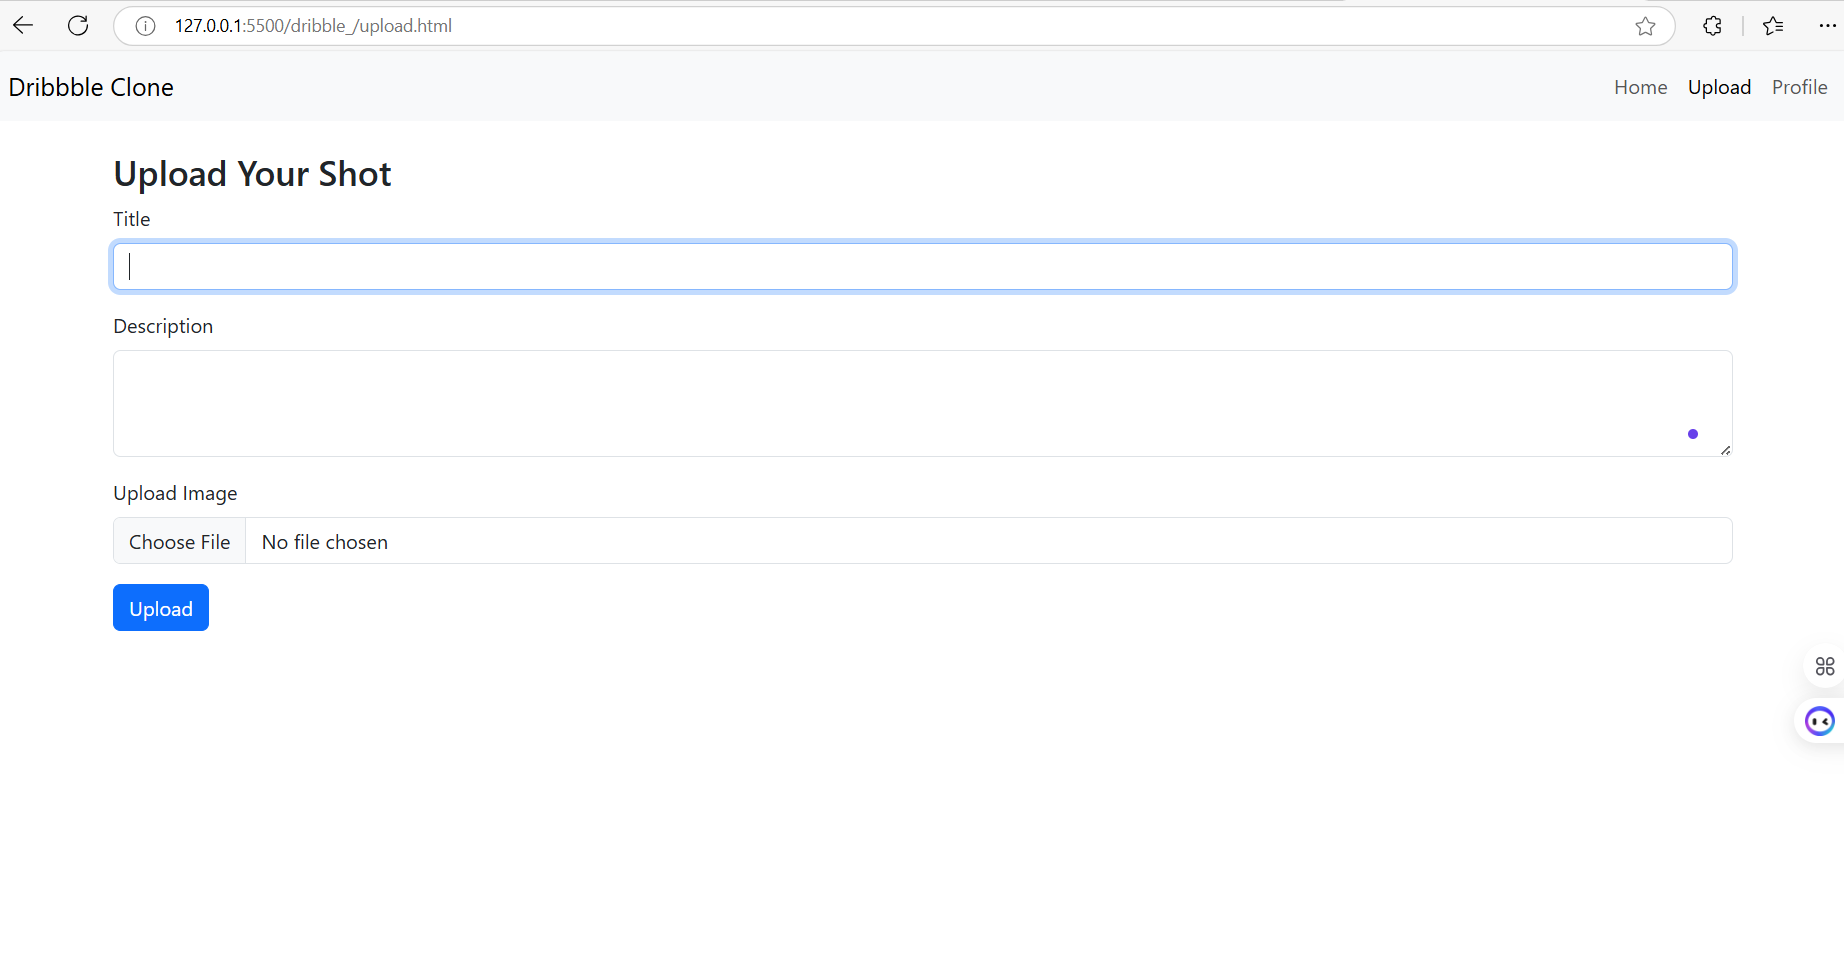 127.0.0.1:5500/dribble_/upload.html
Dribbble Clone
Home Upload Profile
Upload Your Shot
Title
Description
Upload Image
Choose File No file chosen
Upload